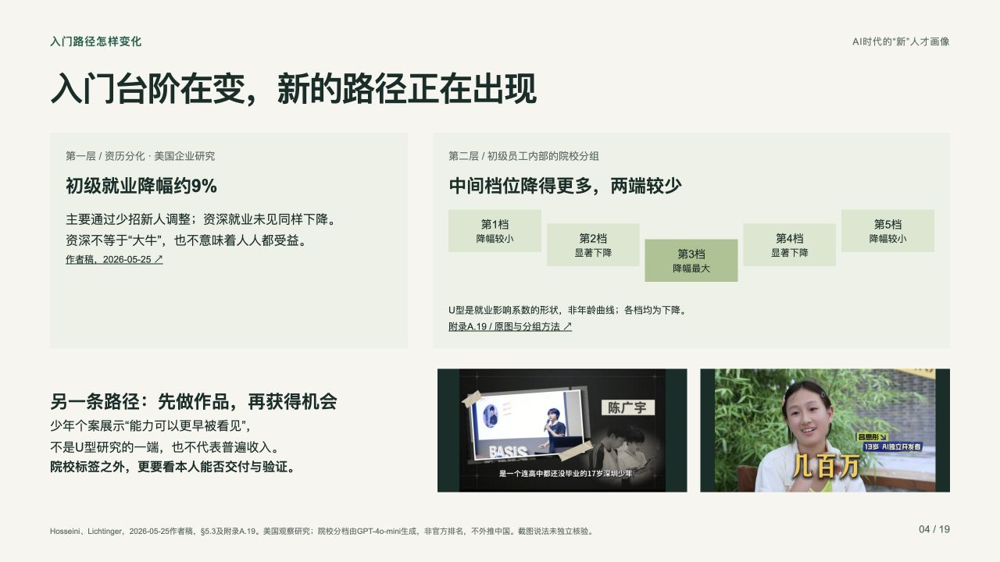 入门路径怎样变化
AI时代的“新”人才画像
入门台阶在变，新的路径正在出现
第一层 / 资历分化 · 美国企业研究
初级就业降幅约9%
主要通过少招新人调整；资深就业未见同样下降。
资深不等于“大牛”，也不意味着人人都受益。
作者稿，2026-05-25 ↗
第二层 / 初级员工内部的院校分组
中间档位降得更多，两端较少
第1档
降幅较小
第2档
显著下降
第3档
降幅最大
第4档
显著下降
第5档
降幅较小
U型是就业影响系数的形状，非年龄曲线；各档均为下降。
附录A.19 / 原图与分组方法 ↗
另一条路径：先做作品，再获得机会
少年个案展示“能力可以更早被看见”，
不是U型研究的一端，也不代表普遍收入。
院校标签之外，更要看本人能否交付与验证。
陈广宇
BASIS
是一个连高中都还没毕业的17岁深圳少年
吕思彤
13岁 AI独立开发者
几百万
Hosseini、Lichtinger，2026-05-25作者稿，§5.3及附录A.19。美国观察研究；院校分档由GPT-4o-mini生成，非官方排名，不外推中国。截图说法未独立核验。
04 / 19